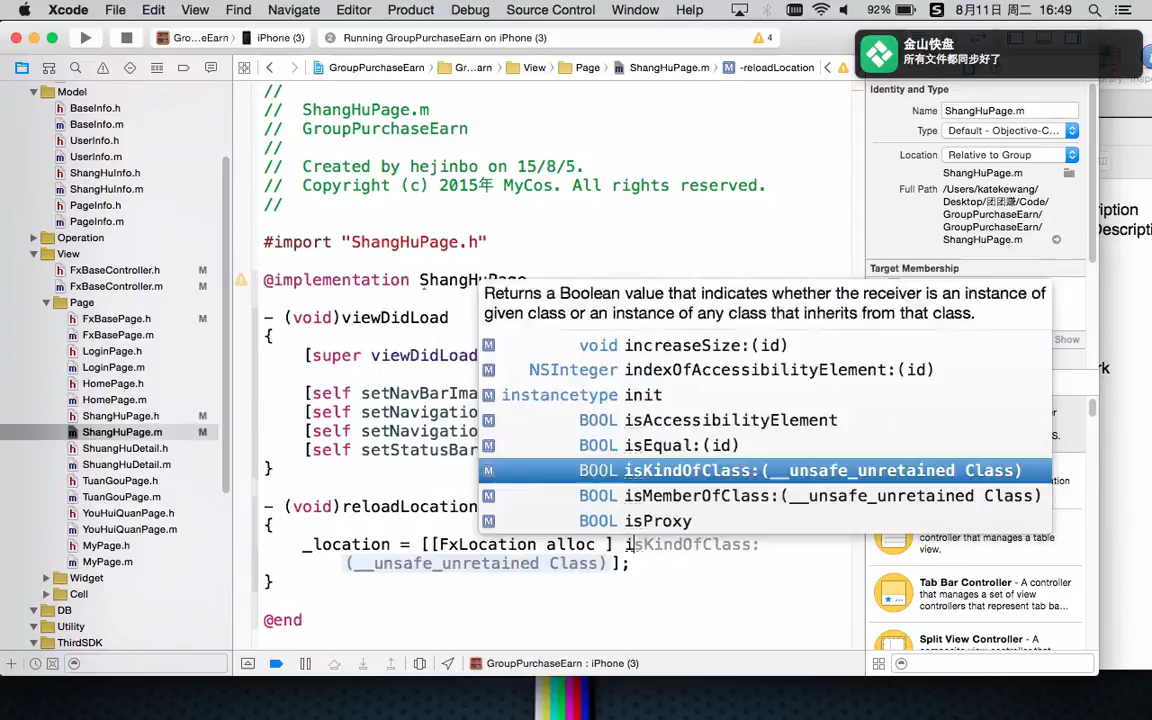 Xcode File Edit View Find Navigate Editor Product Debug Source Control Window Help 92% 8月11日 周二 16:49
Gro...eEarn iPhone (3) Running GroupPurchaseEarn on iPhone (3) 4
金山快盘
所有文件都同步好了
GroupPurchaseEarn Gr...arn View Page ShangHuPage.m -reloadLocation
Model
BaseInfo.h
BaseInfo.m
UserInfo.h
UserInfo.m
ShangHuInfo.h
ShangHuInfo.m
PageInfo.h
PageInfo.m
Operation
View
FxBaseController.h M
FxBaseController.m M
Page
FxBasePage.h M
FxBasePage.m
LoginPage.h
LoginPage.m
HomePage.h
HomePage.m
ShangHuPage.h M
ShangHuPage.m M
ShuangHuDetail.h
ShuangHuDetail.m
TuanGouPage.h
TuanGouPage.m
YouHuiQuanPage.h
YouHuiQuanPage.m
MyPage.h
MyPage.m
Widget
Cell
DB
Utility
ThirdSDK
//
// ShangHuPage.m
// GroupPurchaseEarn
//
// Created by hejinbo on 15/8/5.
// Copyright (c) 2015年 MyCos. All rights reserved.
//
#import "ShangHuPage.h"
@implementation ShangHuPage
- (void)viewDidLoad
{
[super viewDidLoad
[self setNavBarIma
[self setNavigatio
[self setNavigatio
[self setStatusBar
}
- (void)reloadLocation
{
_location = [[FxLocation alloc ] isKindOfClass:
(__unsafe_unretained Class)];
}
@end
Returns a Boolean value that indicates whether the receiver is an instance of
given class or an instance of any class that inherits from that class.
M void increaseSize:(id)
M NSInteger indexOfAccessibilityElement:(id)
M instancetype init
M BOOL isAccessibilityElement
M BOOL isEqual:(id)
M BOOL isKindOfClass:(__unsafe_unretained Class)
M BOOL isMemberOfClass:(__unsafe_unretained Class)
M BOOL isProxy
GroupPurchaseEarn : iPhone (3)
Identity and Type
Name ShangHuPage.m
Type Default - Objective-C...
Location Relative to Group
ShangHuPage.m
Full Path /Users/katekewang/
Desktop/团团赚/Code/
GroupPurchaseEarn/
GroupPurchaseEarn/
ShangHuPage.m
Target Membership
Show
controller that manages a table
view.
Tab Bar Controller - A controller
that manages a set of view
controllers that represent tab ba...
Split View Controller - A
ription
Descripti
rk